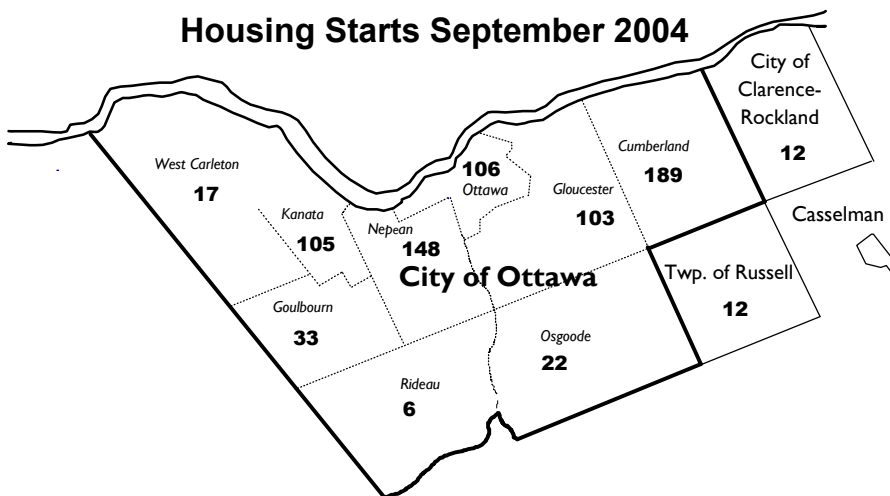 Housing Starts September 2004
City of
Clarence-
Rockland
12
West Carleton
17
Kanata
105
Nepean
148
106
Ottawa
Gloucester
103
Cumberland
189
Casselman
City of Ottawa
Twp. of Russell
12
Goulbourn
33
Osgoode
22
Rideau
6